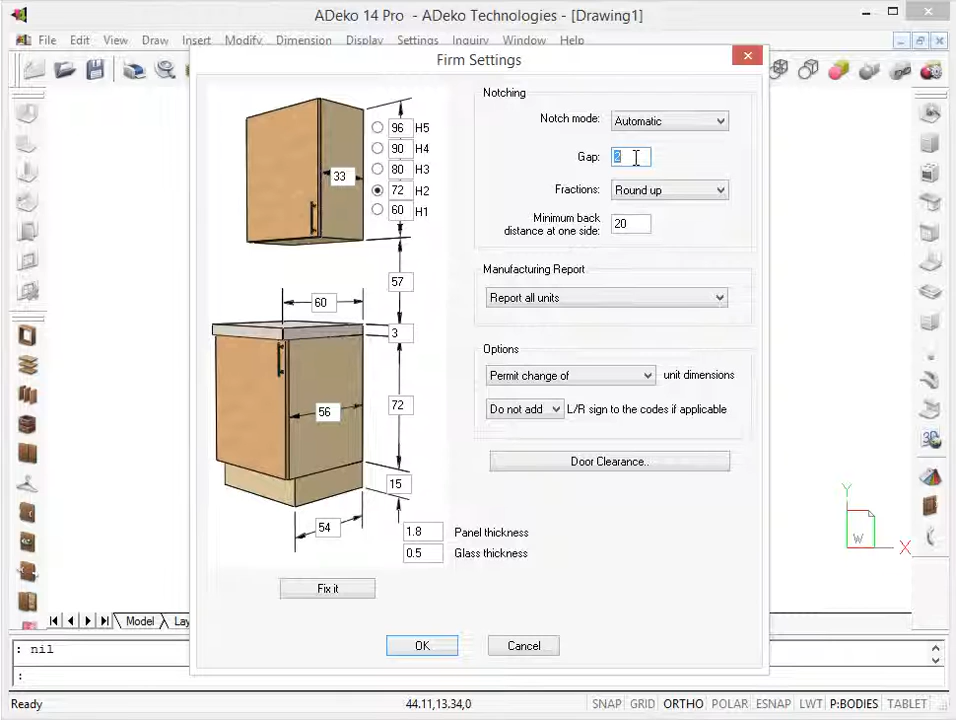 ADeko 14 Pro - ADeko Technologies - [Drawing1]
File Edit View Draw Insert Modify Dimension Display Settings Inquiry Window Help
Firm Settings
Notching
Notch mode: Automatic
Gap: 2
Fractions: Round up
Minimum back
distance at one side: 20
Manufacturing Report
Report all units
Options
Permit change of unit dimensions
Do not add L/R sign to the codes if applicable
Door Clearance..
96 H5
90 H4
80 H3
72 H2
60 H1
33
57
60
3
56
72
15
54
1.8 Panel thickness
0.5 Glass thickness
Fix it
OK Cancel
Y
W X
Model Lay
: nil
:
Ready 44.11,13.34,0 SNAP GRID ORTHO POLAR ESNAP LWT P:BODIES TABLET